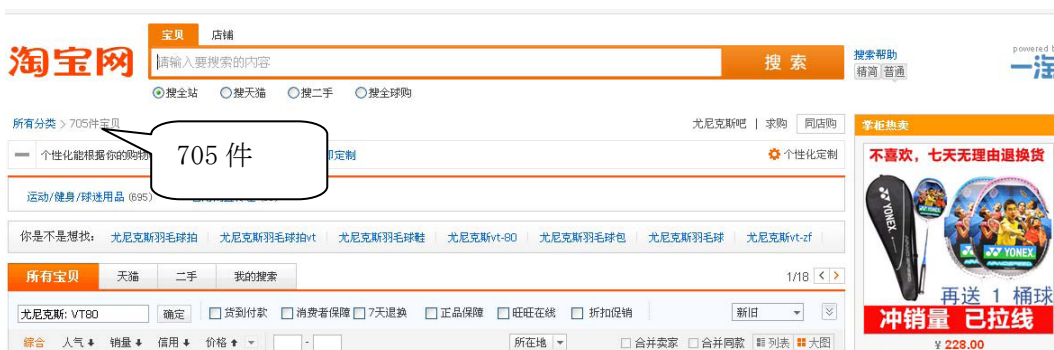 宝贝 店铺
淘宝网
请输入要搜索的内容 搜 索
搜索帮助
精简 普通
powered b
一淘
搜全站 搜天猫 搜二手 搜全球购
所有分类 > 705件宝贝
尤尼克斯吧 | 求购 同店购
掌柜热卖
705 件
个性化能根据你的购物
即定制
个性化定制
运动/健身/球迷用品 (695)
你是不是想找: 尤尼克斯羽毛球拍 尤尼克斯羽毛球拍vt 尤尼克斯羽毛球鞋 尤尼克斯vt-80 尤尼克斯羽毛球包 尤尼克斯羽毛球 尤尼克斯vt-zf
所有宝贝 天猫 二手 我的搜索 1/18 < >
尤尼克斯: VT80 确定 货到付款 消费者保障 7天退换 正品保障 旺旺在线 折扣促销 新旧
综合 人气 销量 信用 价格 - 所在地 合并卖家 合并同款 列表 大图
不喜欢，七天无理由退换货
YONEX
YONEX
再送 1 桶球
冲销量 已拉线
¥ 228.00